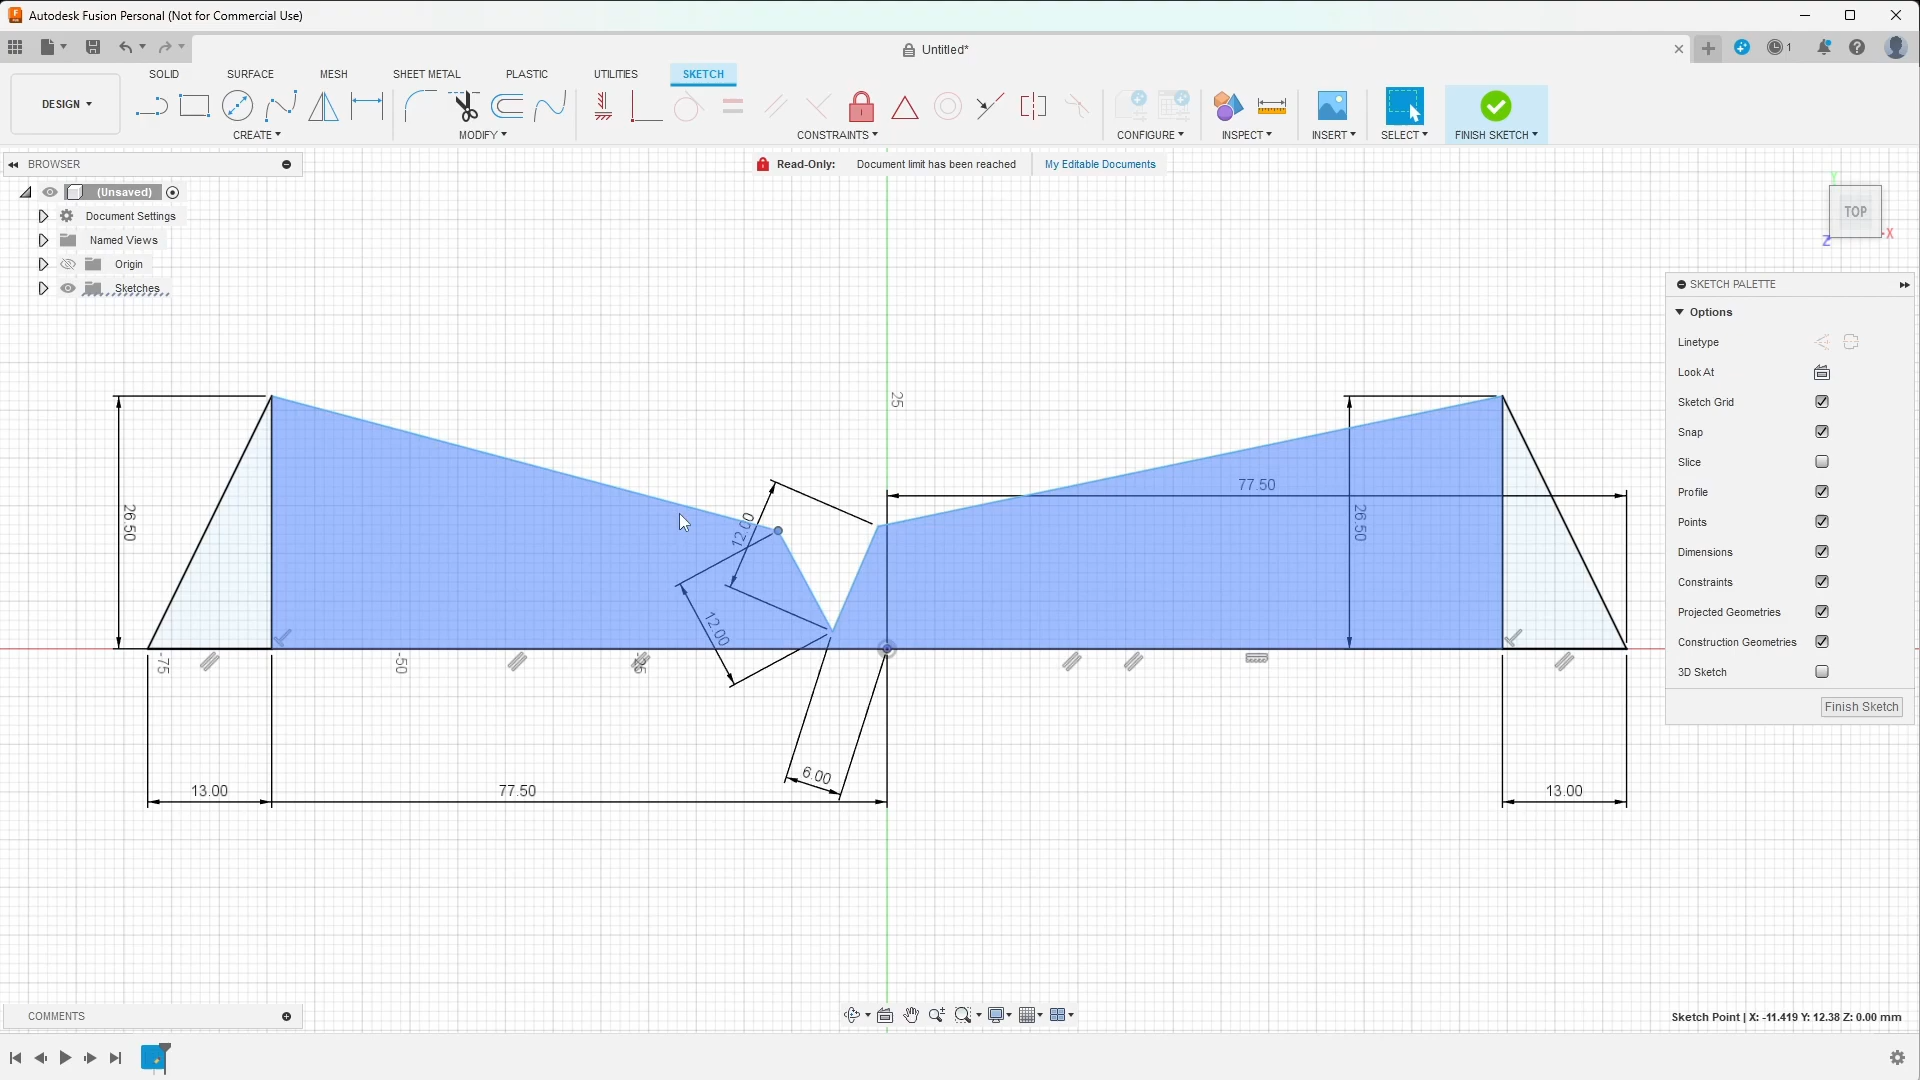 Autodesk Fusion Personal (Not for Commercial Use)
Untitled*
1
DESIGN
SOLID
SURFACE
MESH
SHEET METAL
PLASTIC
UTILITIES
SKETCH
CREATE
MODIFY
CONSTRAINTS
CONFIGURE
INSPECT
INSERT
SELECT
FINISH SKETCH
BROWSER
Read-Only: Document limit has been reached My Editable Documents
(Unsaved)
Document Settings
Named Views
Origin
Sketches
Y
TOP
X
Z
SKETCH PALETTE
Options
Linetype
Look At
Sketch Grid
Snap
Slice
Profile
Points
Dimensions
Constraints
Projected Geometries
Construction Geometries
3D Sketch
Finish Sketch
25
77.50
26.50
12.00
26.50
12.00
-75
-50
-25
6.00
13.00
77.50
13.00
COMMENTS
Sketch Point | X: -11.419 Y: 12.38 Z: 0.00 mm